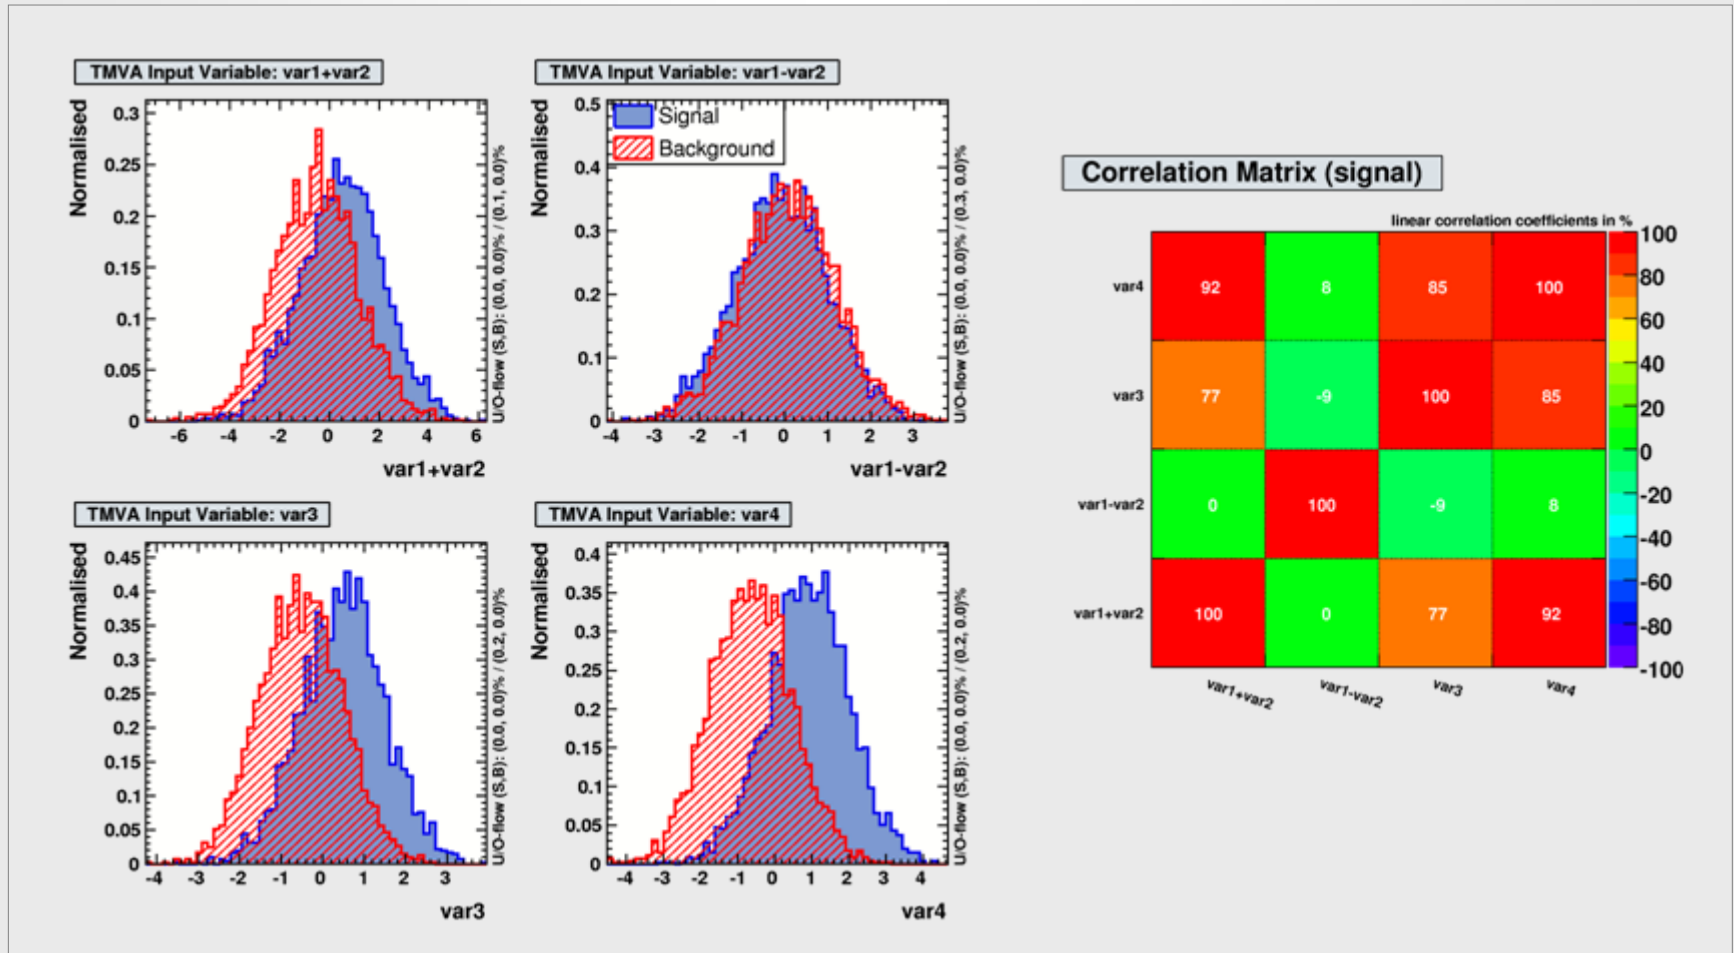 TMVA Input Variable: var1+var2
Normalised
0.3
0.25
0.2
0.15
0.1
0.05
0
-6 -4 -2 0 2 4 6
var1+var2
U/O-flow (S,B): (0.0, 0.0)% / (0.1, 0.0)%
TMVA Input Variable: var1-var2
Normalised
0.5
0.4
0.3
0.2
0.1
0
Signal
Background
-4 -3 -2 -1 0 1 2 3
var1-var2
U/O-flow (S,B): (0.0, 0.0)% / (0.3, 0.0)%
TMVA Input Variable: var3
Normalised
0.45
0.4
0.35
0.3
0.25
0.2
0.15
0.1
0.05
0
-4 -3 -2 -1 0 1 2 3
var3
U/O-flow (S,B): (0.0, 0.0)% / (0.2, 0.0)%
TMVA Input Variable: var4
Normalised
0.4
0.35
0.3
0.25
0.2
0.15
0.1
0.05
0
-4 -3 -2 -1 0 1 2 3 4
var4
U/O-flow (S,B): (0.0, 0.0)% / (0.2, 0.0)%
Correlation Matrix (signal)
linear correlation coefficients in %
var4 92 8 85 100
var3 77 -9 100 85
var1-var2 0 100 -9 8
var1+var2 100 0 77 92
var1+var2 var1-var2 var3 var4
100
80
60
40
20
0
-20
-40
-60
-80
-100